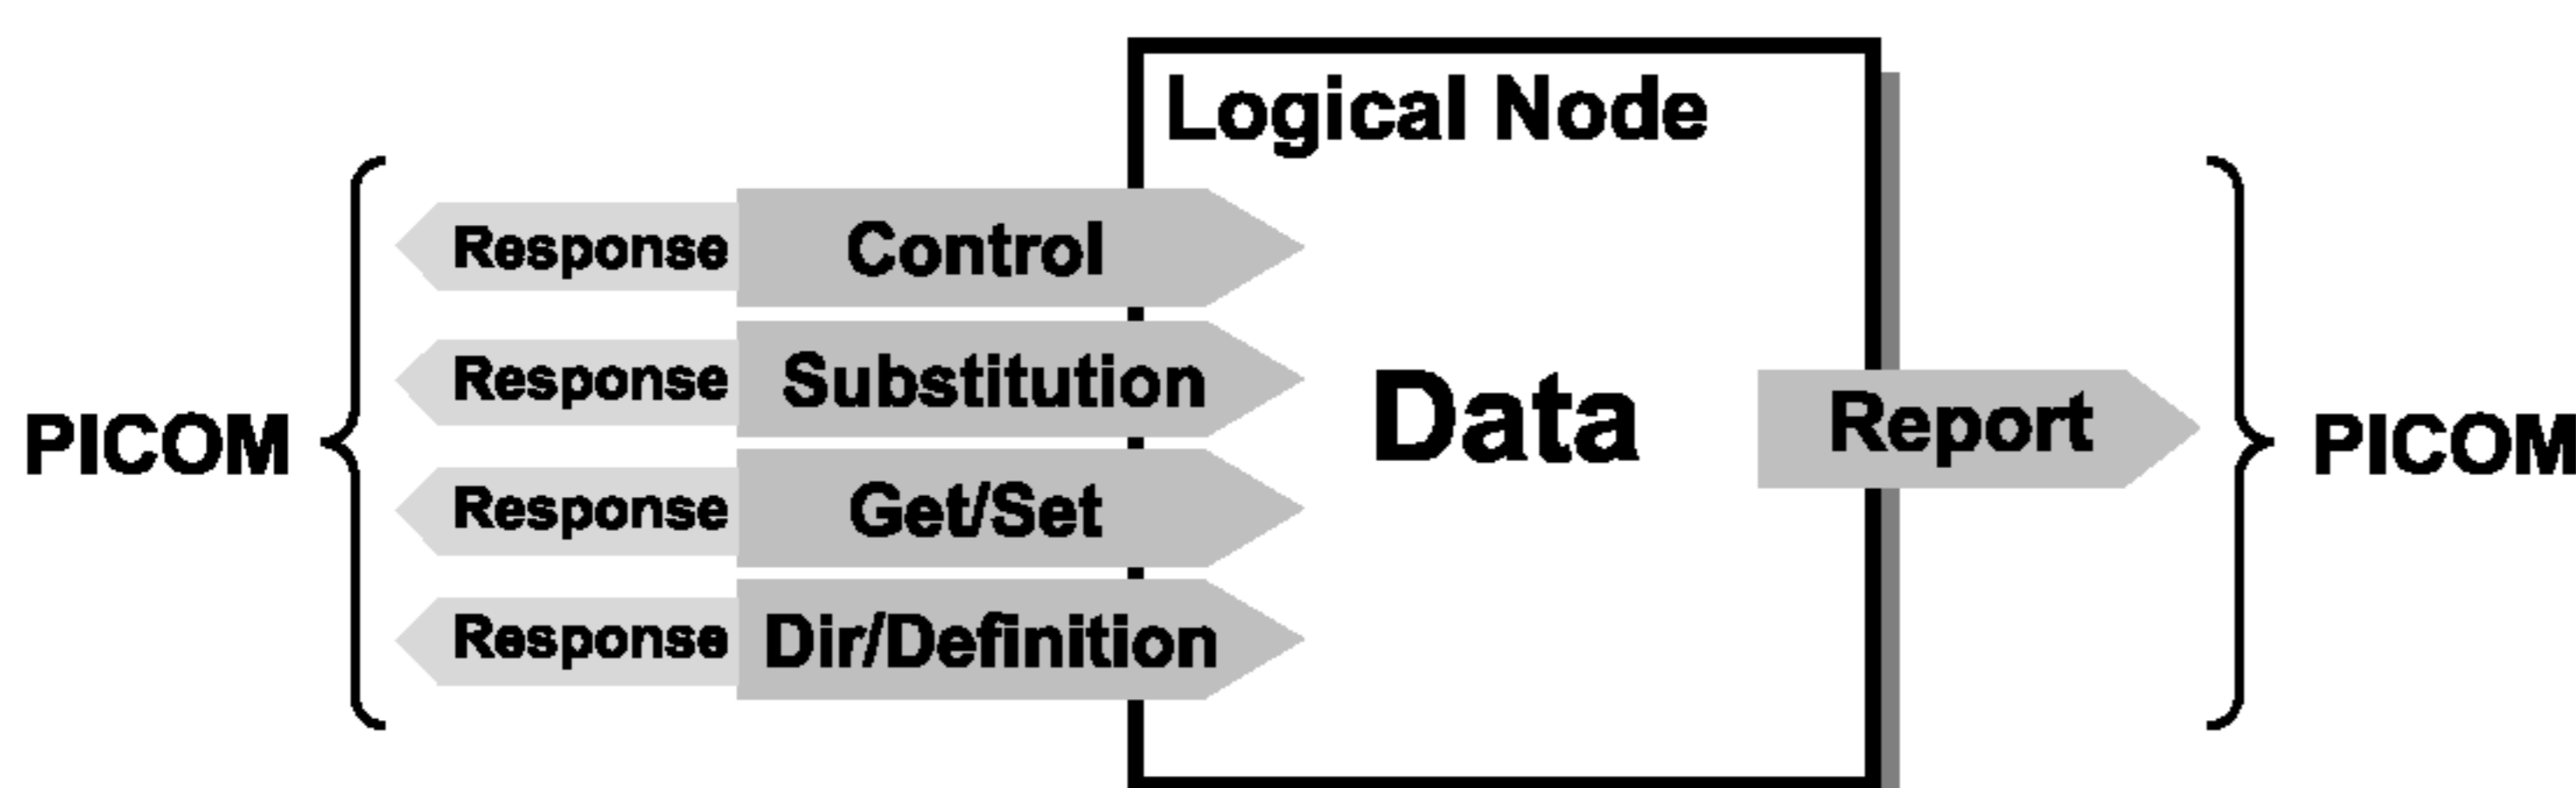 Logical Node
Response Control
Response Substitution
Data
Report
PICOM
PICOM
Response Get/Set
Response Dir/Definition